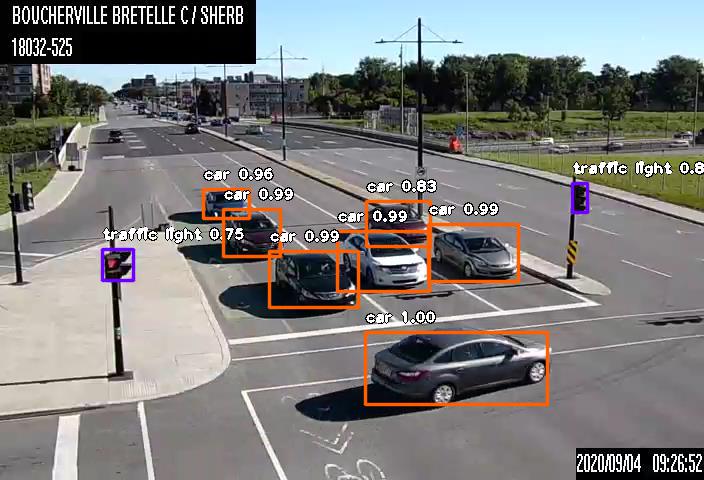 BOUCHERVILLE BRETELLE C / SHERB
18032-525
traffic light 0.8
car 0.96
car 0.83
car 0.99
car 0.99
car 0.99
traffic light 0.75
car 0.99
car 1.00
2020/09/04 09:26:52